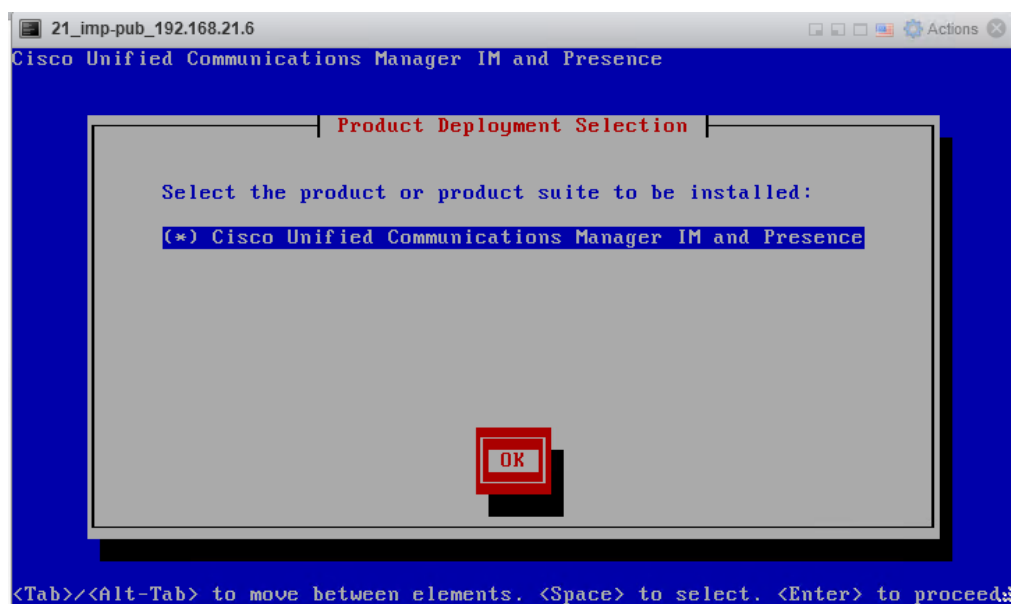 21_imp-pub_192.168.21.6 Actions
Cisco Unified Communications Manager IM and Presence
Product Deployment Selection
Select the product or product suite to be installed:
(*) Cisco Unified Communications Manager IM and Presence
OK
<Tab>/<Alt-Tab> to move between elements. <Space> to select. <Enter> to proceed.